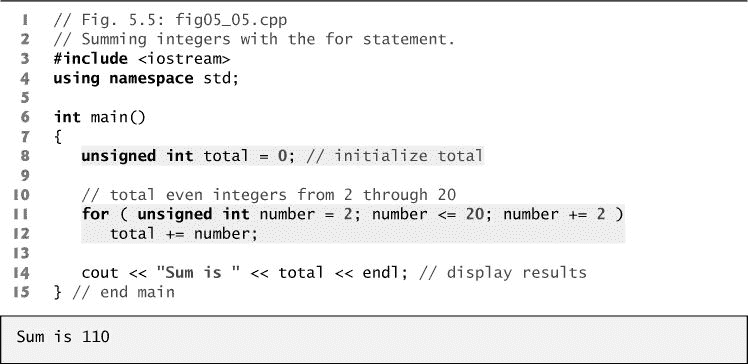 1 // Fig. 5.5: fig05_05.cpp
2 // Summing integers with the for statement.
3 #include <iostream>
4 using namespace std;
5
6 int main()
7 {
8 unsigned int total = 0; // initialize total
9
10 // total even integers from 2 through 20
11 for ( unsigned int number = 2; number <= 20; number += 2 )
12 total += number;
13
14 cout << "Sum is " << total << endl; // display results
15 } // end main
Sum is 110